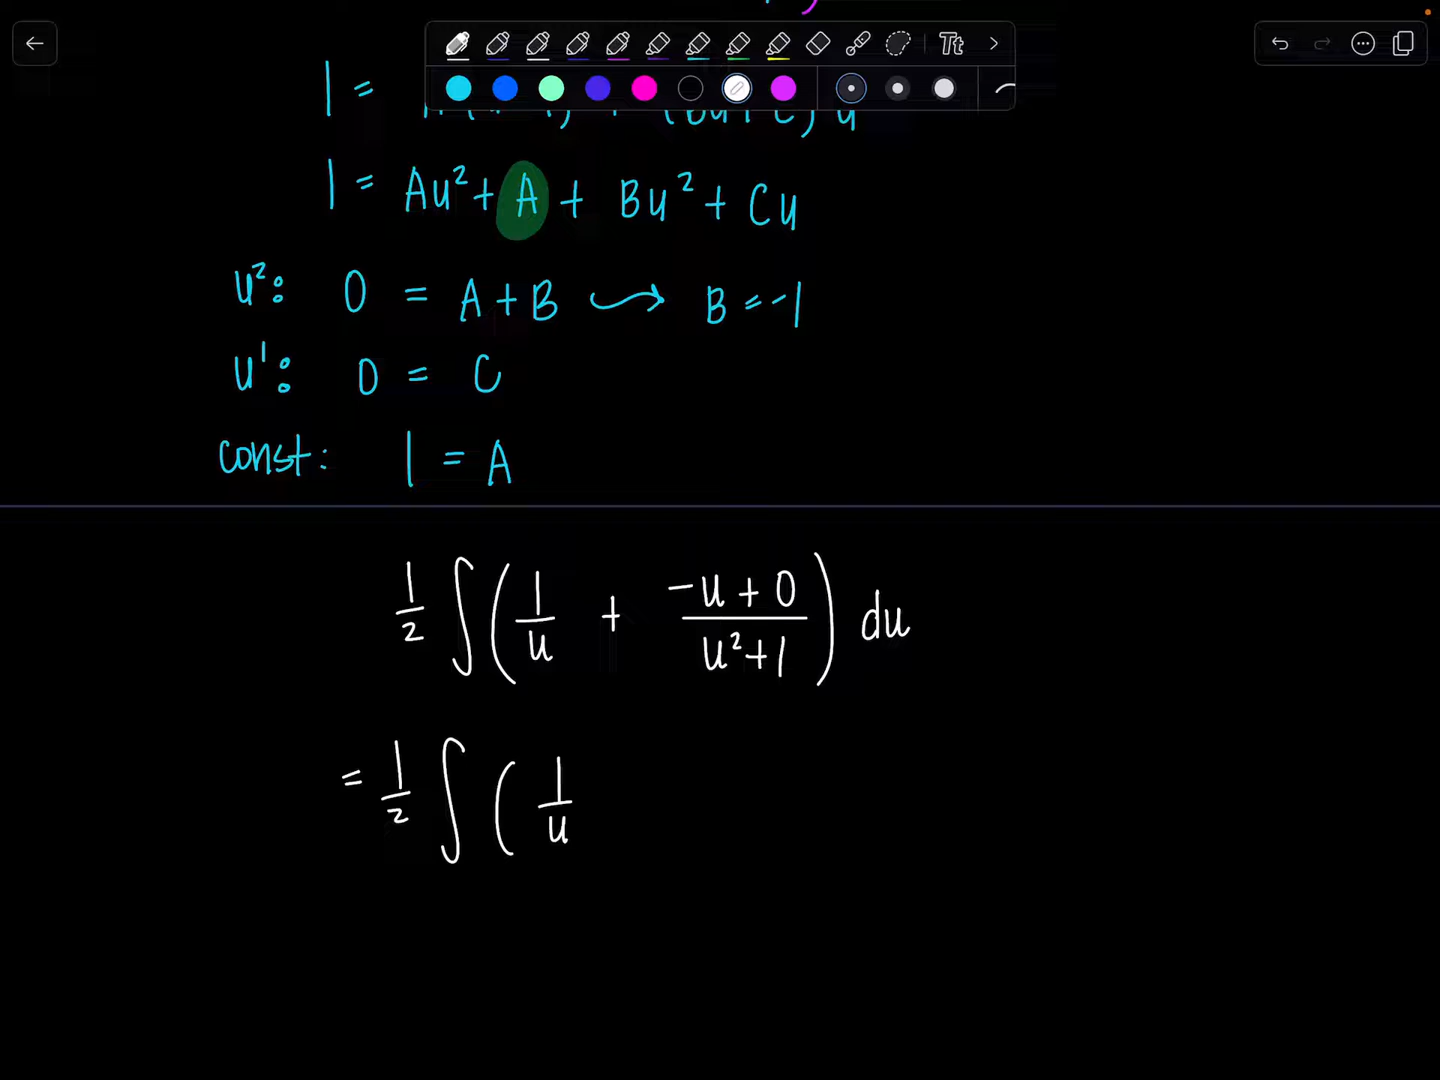 Tt
1 =
1 = Au² + A + Bu² + Cu
u²: 0 = A + B ⤳ B = -1
u¹: 0 = C
const: 1 = A
1/2 ∫ ( 1/u + (-u + 0)/(u² + 1) ) du
= 1/2 ∫ ( 1/u